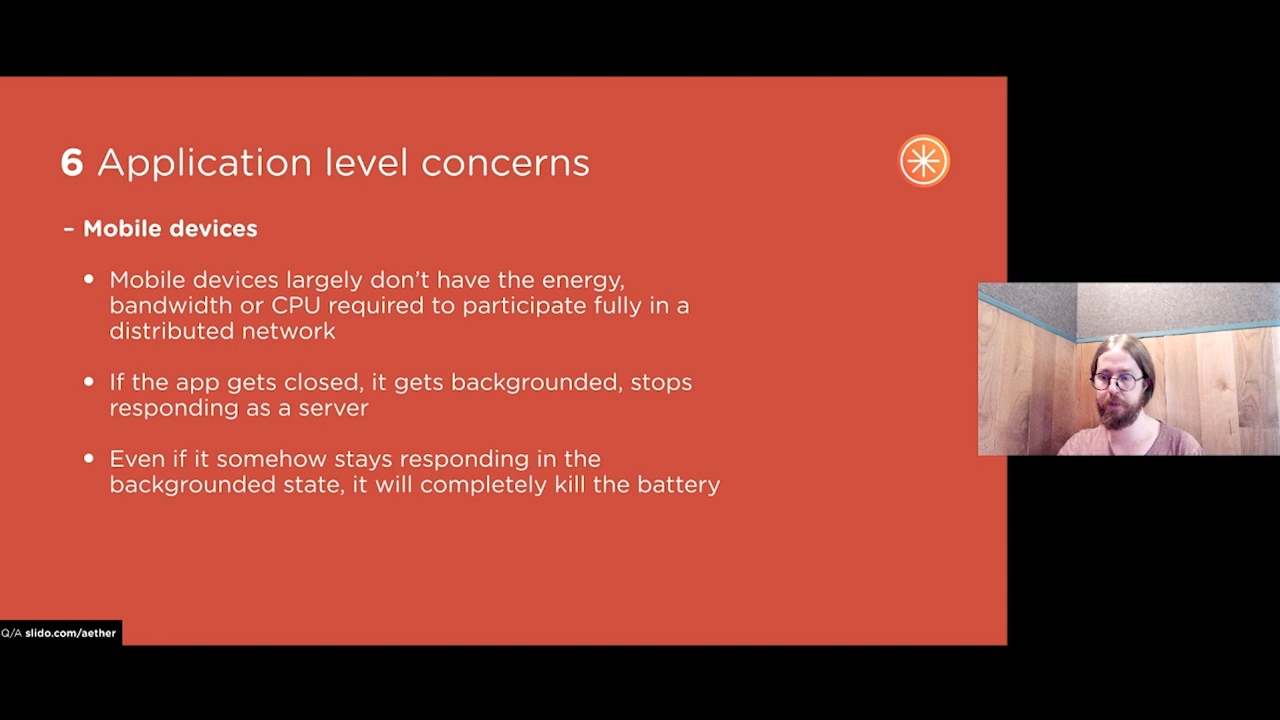 6 Application level concerns
– Mobile devices
• Mobile devices largely don’t have the energy,
bandwidth or CPU required to participate fully in a
distributed network
• If the app gets closed, it gets backgrounded, stops
responding as a server
• Even if it somehow stays responding in the
backgrounded state, it will completely kill the battery
Q/A slido.com/aether